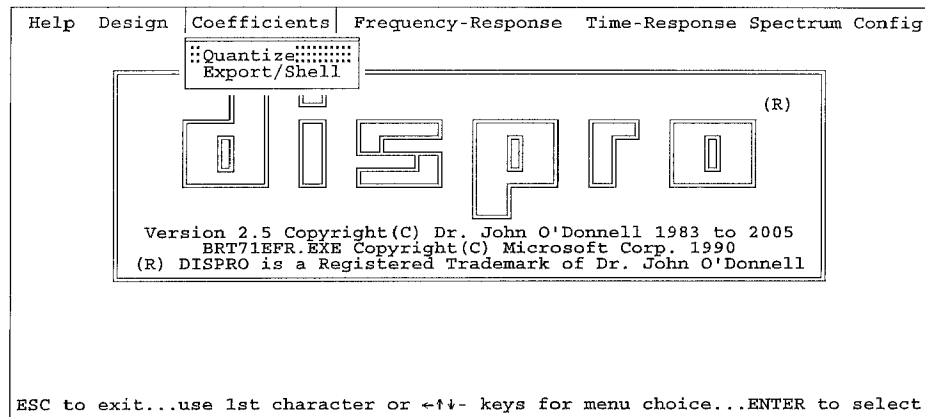 Help Design Coefficients Frequency-Response Time-Response Spectrum Config
Quantize
Export/Shell
(R)
dispro
Version 2.5 Copyright(C) Dr. John O'Donnell 1983 to 2005
BRT71EFR.EXE Copyright(C) Microsoft Corp. 1990
(R) DISPRO is a Registered Trademark of Dr. John O'Donnell
ESC to exit...use 1st character or ←↑↓- keys for menu choice...ENTER to select